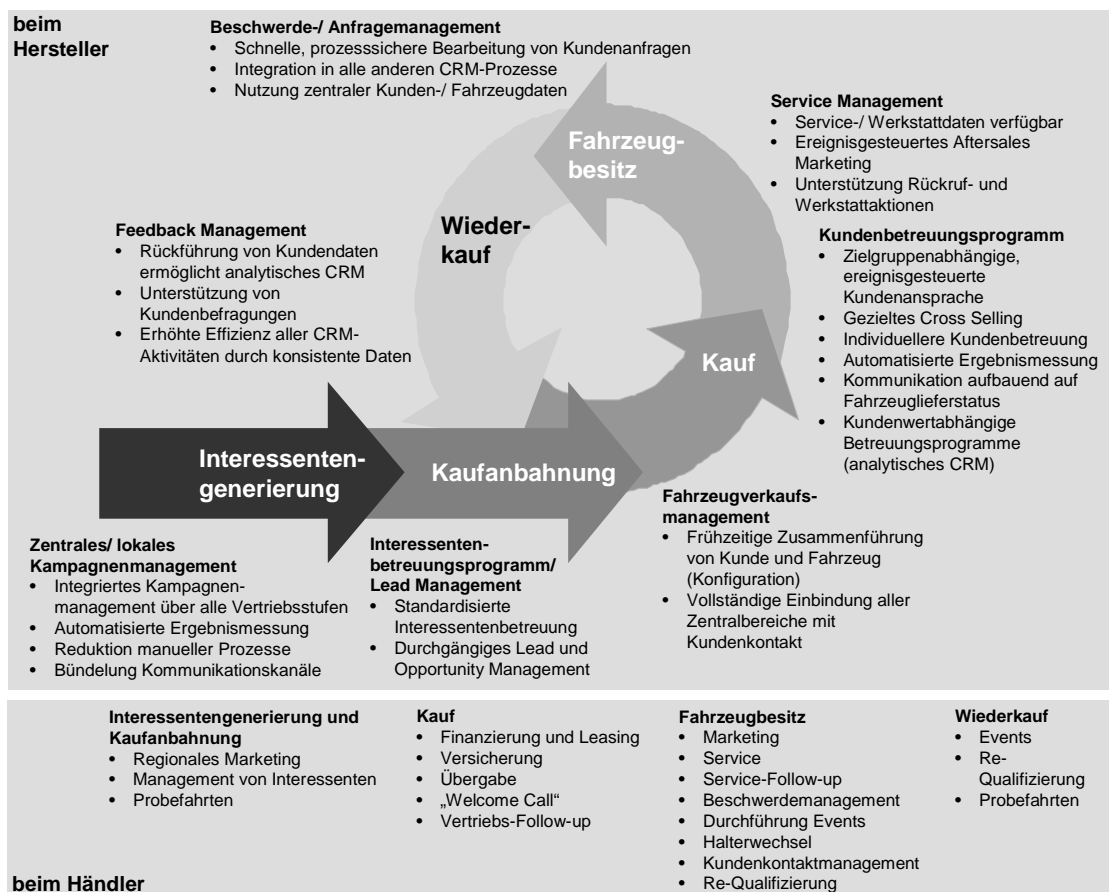 beim
Hersteller
Beschwerde-/ Anfragemanagement
• Schnelle, prozesssichere Bearbeitung von Kundenanfragen
• Integration in alle anderen CRM-Prozesse
• Nutzung zentraler Kunden-/ Fahrzeugdaten
Service Management
• Service-/ Werkstattdaten verfügbar
• Ereignisgesteuertes Aftersales
Marketing
• Unterstützung Rückruf- und
Werkstattaktionen
Fahrzeug-
besitz
Wieder-
kauf
Feedback Management
• Rückführung von Kundendaten
ermöglicht analytisches CRM
• Unterstützung von
Kundenbefragungen
• Erhöhte Effizienz aller CRM-
Aktivitäten durch konsistente Daten
Kundenbetreuungsprogramm
• Zielgruppenabhängige,
ereignisgesteuerte
Kundenansprache
• Gezieltes Cross Selling
• Individuellere Kundenbetreuung
• Automatisierte Ergebnismessung
• Kommunikation aufbauend auf
Fahrzeuglieferstatus
• Kundenwertabhängige
Betreuungsprogramme
(analytisches CRM)
Kauf
Interessenten-
generierung
Kaufanbahnung
Zentrales/ lokales
Kampagnenmanagement
• Integriertes Kampagnen-
management über alle Vertriebsstufen
• Automatisierte Ergebnismessung
• Reduktion manueller Prozesse
• Bündelung Kommunikationskanäle
Interessenten-
betreuungsprogramm/
Lead Management
• Standardisierte
Interessentenbetreuung
• Durchgängiges Lead und
Opportunity Management
Fahrzeugverkaufs-
management
• Frühzeitige Zusammenführung
von Kunde und Fahrzeug
(Konfiguration)
• Vollständige Einbindung aller
Zentralbereiche mit
Kundenkontakt
Interessentengenerierung und
Kaufanbahnung
• Regionales Marketing
• Management von Interessenten
• Probefahrten
Kauf
• Finanzierung und Leasing
• Versicherung
• Übergabe
• „Welcome Call“
• Vertriebs-Follow-up
Fahrzeugbesitz
• Marketing
• Service
• Service-Follow-up
• Beschwerdemanagement
• Durchführung Events
• Halterwechsel
• Kundenkontaktmanagement
• Re-Qualifizierung
Wiederkauf
• Events
• Re-
Qualifizierung
• Probefahrten
beim Händler